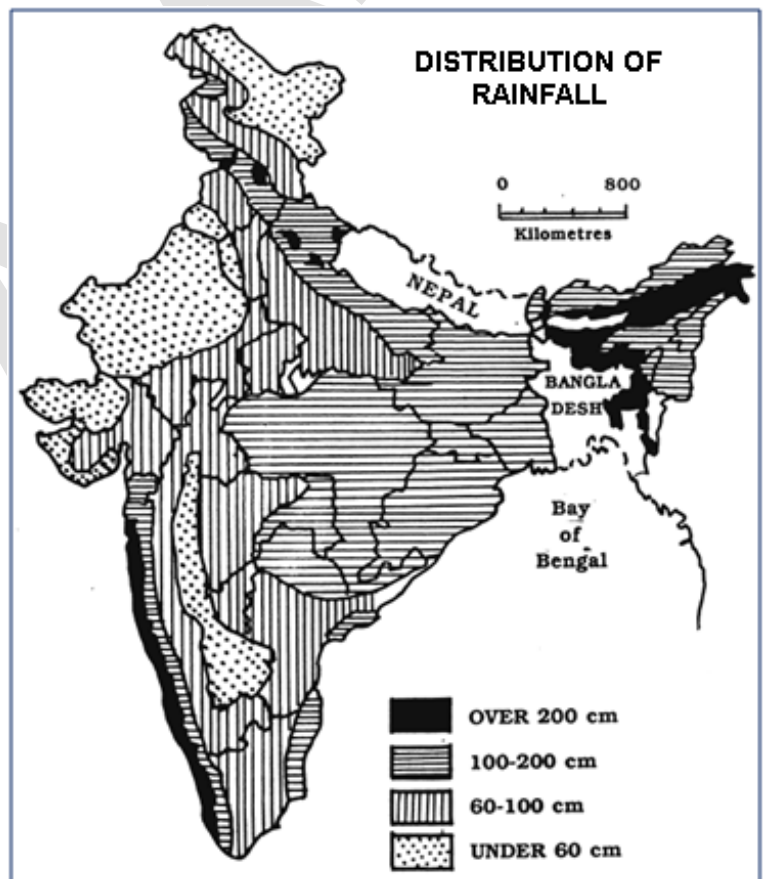 DISTRIBUTION OF
RAINFALL
0 800
Kilometres
NEPAL
BANGLA
DESH
Bay
of
Bengal
OVER 200 cm
100-200 cm
60-100 cm
UNDER 60 cm